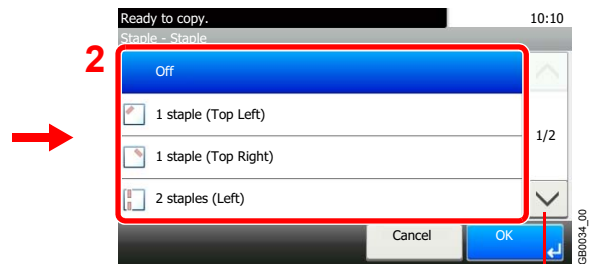 Ready to copy. 10:10
Staple - Staple
2
Off
1 staple (Top Left)
1/2
1 staple (Top Right)
2 staples (Left)
Cancel OK
GB0034_00